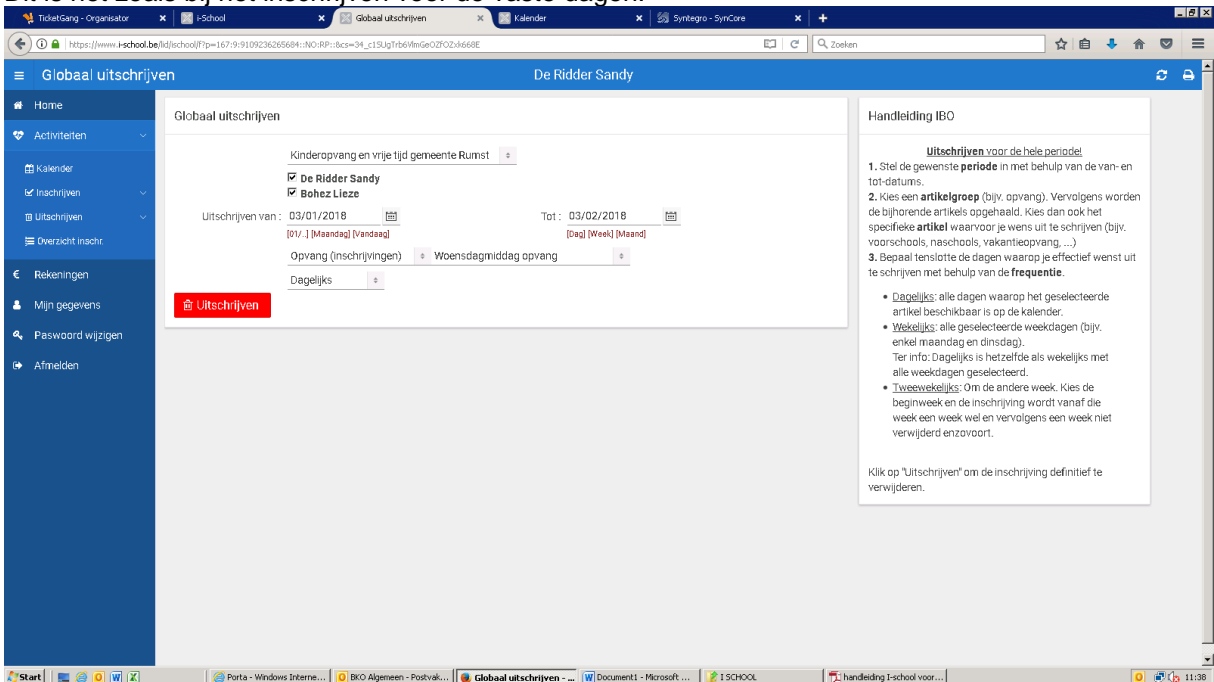 Dit is net zoals bij het inschrijven voor de vaste dagen.
TicketGang - Organisator
i-School
Globaal uitschrijven
Kalender
Syntegro - SynCore
https://www.i-school.be/lid/ischool/f?p=167:9:9109236265684::NO:RP::&cs=
Zoeken
Globaal uitschrijven
De Ridder Sandy
Home
Activiteiten
Kalender
Inschrijven
Uitschrijven
Overzicht inschr.
Rekeningen
Mijn gegevens
Paswoord wijzigen
Afmelden
Globaal uitschrijven
Kinderopvang en vrije tijd gemeente Rumst
De Ridder Sandy
Bohez Lieze
Uitschrijven van : 03/01/2018 Tot : 03/02/2018
[01/..] [Maandag] [Vandaag] [Dag] [Week] [Maand]
Opvang (inschrijvingen) Woensdagmiddag opvang
Dagelijks
Uitschrijven
Handleiding IBO
Uitschrijven voor de hele periode!
1. Stel de gewenste periode in met behulp van de van- en
tot-datums.
2. Kies een artikelgroep (bijv. opvang). Vervolgens worden
de bijhorende artikels opgehaald. Kies dan ook het
specifieke artikel waarvoor je wens uit te schrijven (bijv.
voorschools, naschools, vakantieopvang, ...)
3. Bepaal tenslotte de dagen waarop je effectief wenst uit
te schrijven met behulp van de frequentie.
• Dagelijks: alle dagen waarop het geselecteerde
artikel beschikbaar is op de kalender.
• Wekelijks: alle geselecteerde weekdagen (bijv.
enkel maandag en dinsdag).
Ter info: Dagelijks is hetzelfde als wekelijks met
alle weekdagen geselecteerd.
• Tweewekelijks: Om de andere week. Kies de
beginweek en de inschrijving wordt vanaf die
week een week wel en vervolgens een week niet
verwijderd enzovoort.
Klik op "Uitschrijven" om de inschrijving definitief te
verwijderen.
Start
Porta - Windows Interne...
BKO Algemeen - Postvak...
Globaal uitschrijven - ...
Document1 - Microsoft ...
I SCHOOL
handleiding I-school voor...
11:38